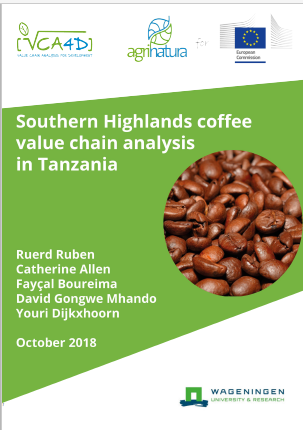 VCA4D
VALUE CHAIN ANALYSIS FOR DEVELOPMENT
agrinatura
for
European
Commission
Southern Highlands coffee
value chain analysis
in Tanzania
Ruerd Ruben
Catherine Allen
Fayçal Boureima
David Gongwe Mhando
Youri Dijkxhoorn
October 2018
WAGENINGEN
UNIVERSITY & RESEARCH